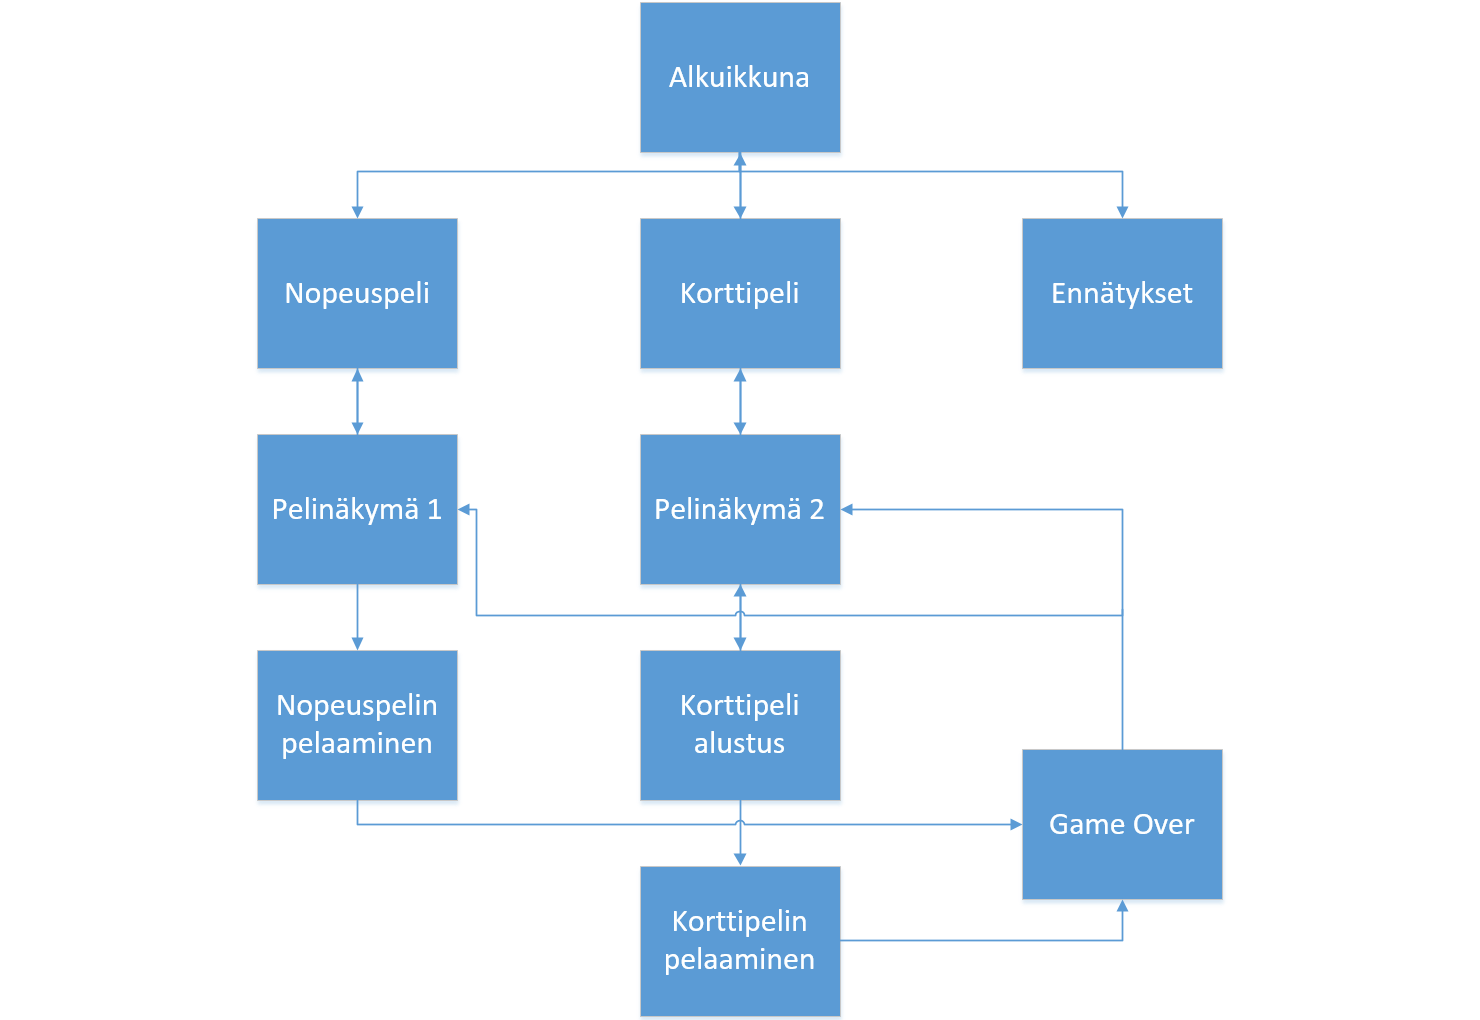 Alkuikkuna
Nopeuspeli
Korttipeli
Ennätykset
Pelinäkymä 1
Pelinäkymä 2
Nopeuspelin
pelaaminen
Korttipeli
alustus
Game Over
Korttipelin
pelaaminen